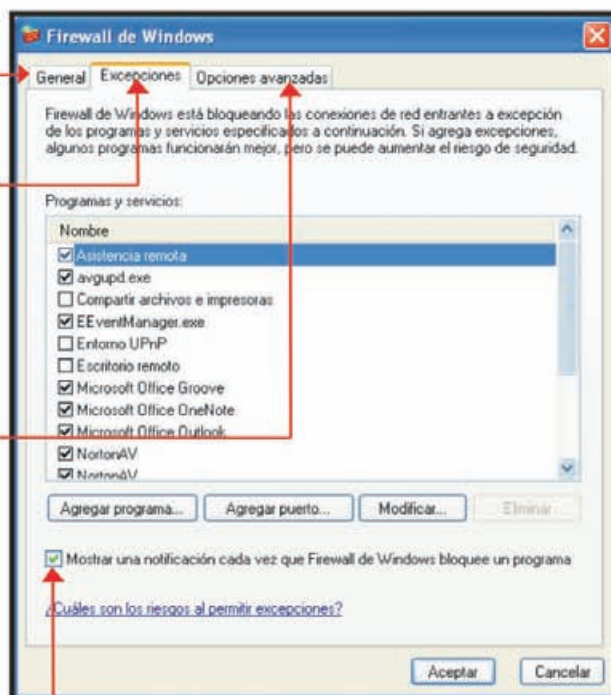 Firewall de Windows
General Excepciones Opciones avanzadas
Firewall de Windows está bloqueando las conexiones de red entrantes a excepción
de los programas y servicios especificados a continuación. Si agrega excepciones,
algunos programas funcionarán mejor, pero se puede aumentar el riesgo de seguridad.
Programas y servicios:
Nombre
Asistencia remota
avgupd.exe
Compartir archivos e impresoras
EEventManager.exe
Entorno UPnP
Escritorio remoto
Microsoft Office Groove
Microsoft Office OneNote
Microsoft Office Outlook
NortonAV
NortonAV
Agregar programa... Agregar puerto... Modificar... Eliminar
Mostrar una notificación cada vez que Firewall de Windows bloquee un programa
¿Cuáles son los riesgos al permitir excepciones?
Aceptar Cancelar